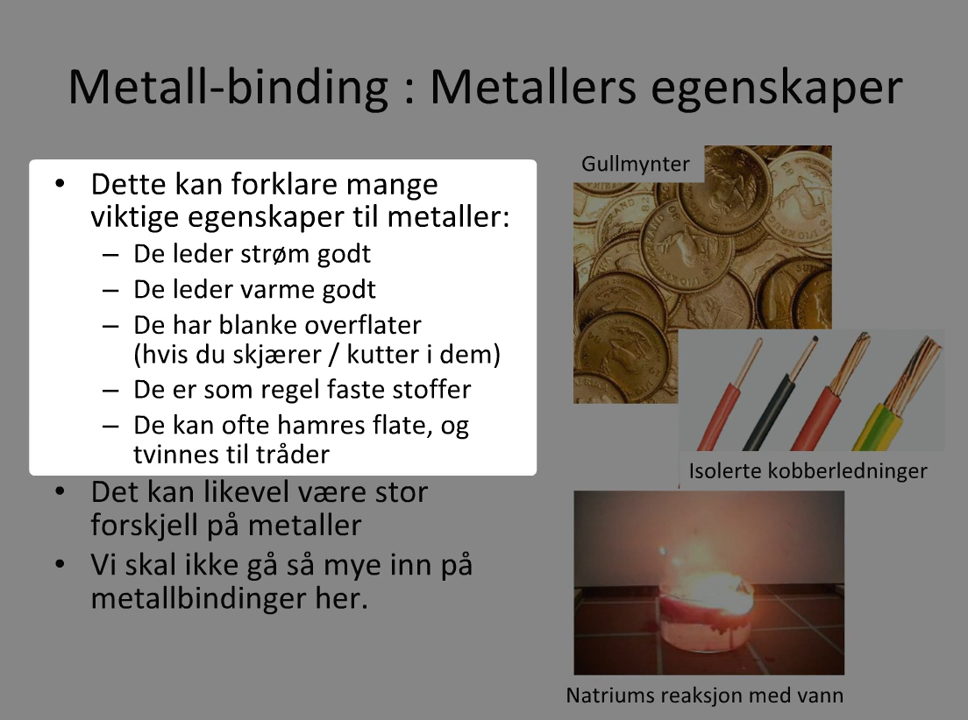 Metall-binding : Metallers egenskaper
• Dette kan forklare mange
viktige egenskaper til metaller:
– De leder strøm godt
– De leder varme godt
– De har blanke overflater
(hvis du skjærer / kutter i dem)
– De er som regel faste stoffer
– De kan ofte hamres flate, og
tvinnes til tråder
• Det kan likevel være stor
forskjell på metaller
• Vi skal ikke gå så mye inn på
metallbindinger her.
Gullmynter
Isolerte kobberledninger
Natriums reaksjon med vann